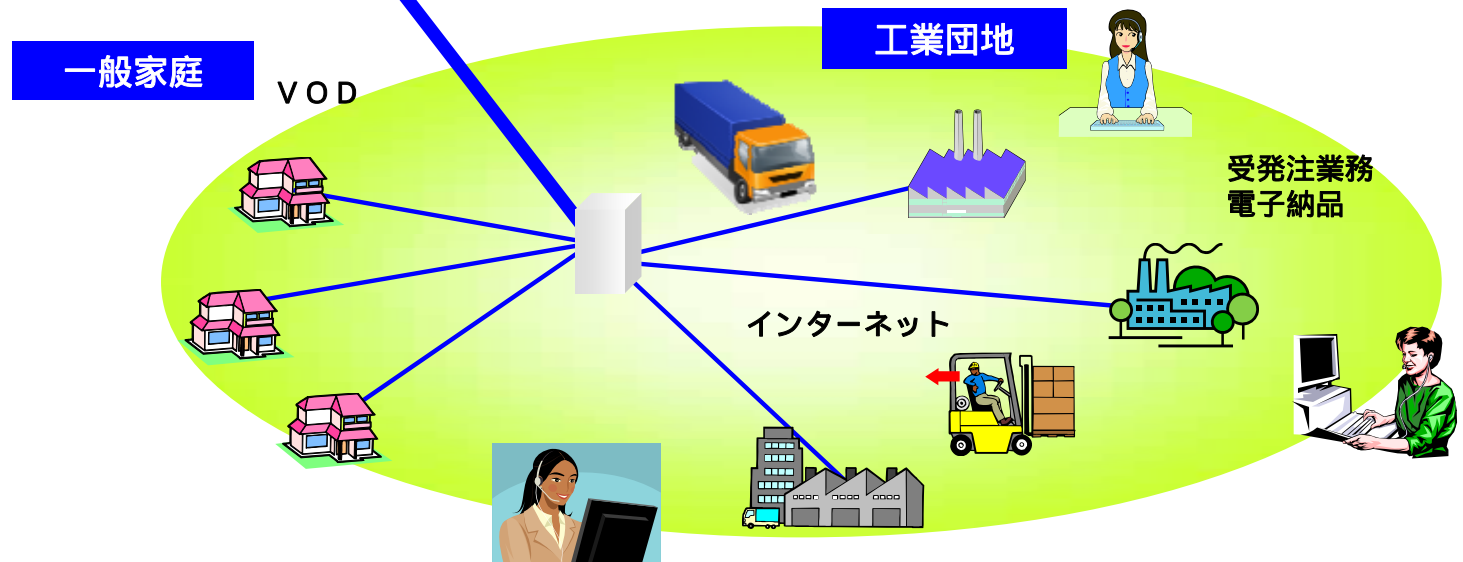 工業団地
一般家庭
ＶＯＤ
受発注業務
電子納品
インターネット